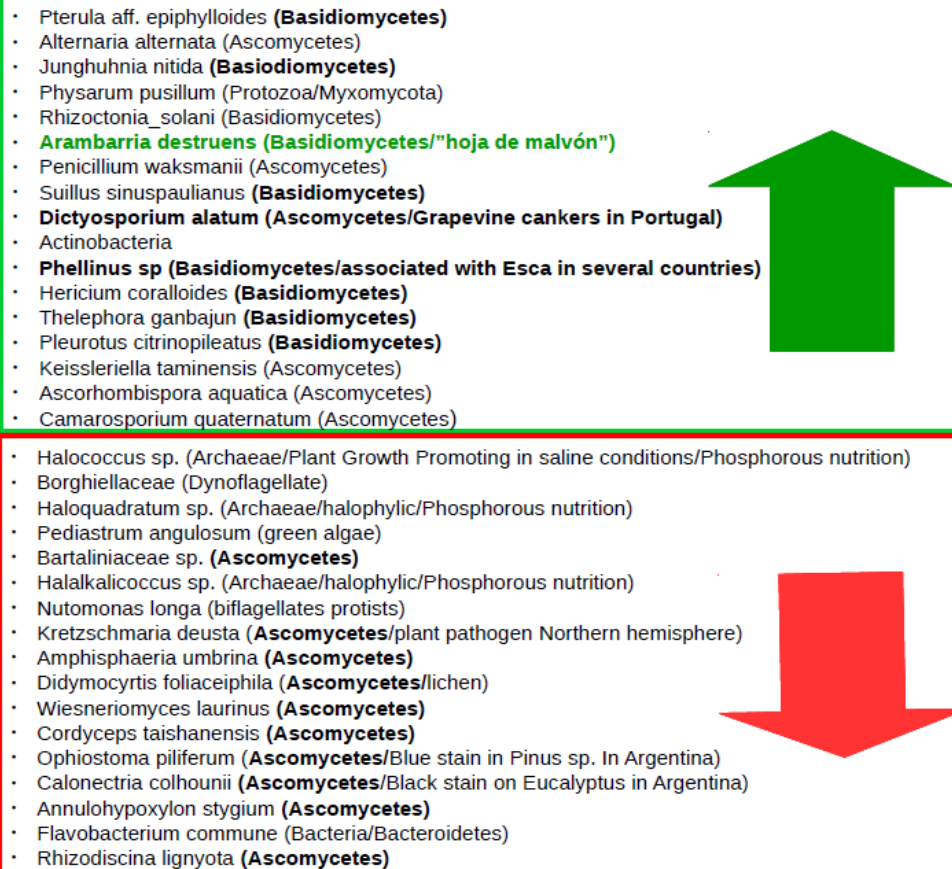 · Pterula aff. epiphylloides (Basidiomycetes)
· Alternaria alternata (Ascomycetes)
· Junghuhnia nitida (Basiodiomycetes)
· Physarum pusillum (Protozoa/Myxomycota)
· Rhizoctonia_solani (Basidiomycetes)
· Arambarria destruens (Basidiomycetes/”hoja de malvón”)
· Penicillium waksmanii (Ascomycetes)
· Suillus sinuspaulianus (Basidiomycetes)
· Dictyosporium alatum (Ascomycetes/Grapevine cankers in Portugal)
· Actinobacteria
· Phellinus sp (Basidiomycetes/associated with Esca in several countries)
· Hericium coralloides (Basidiomycetes)
· Thelephora ganbajun (Basidiomycetes)
· Pleurotus citrinopileatus (Basidiomycetes)
· Keissleriella taminensis (Ascomycetes)
· Ascorhombispora aquatica (Ascomycetes)
· Camarosporium quaternatum (Ascomycetes)
· Halococcus sp. (Archaeae/Plant Growth Promoting in saline conditions/Phosphorous nutrition)
· Borghiellaceae (Dynoflagellate)
· Haloquadratum sp. (Archaeae/halophylic/Phosphorous nutrition)
· Pediastrum angulosum (green algae)
· Bartaliniaceae sp. (Ascomycetes)
· Halalkalicoccus sp. (Archaeae/halophylic/Phosphorous nutrition)
· Nutomonas longa (biflagellates protists)
· Kretzschmaria deusta (Ascomycetes/plant pathogen Northern hemisphere)
· Amphisphaeria umbrina (Ascomycetes)
· Didymocyrtis foliaceiphila (Ascomycetes/lichen)
· Wiesneriomyces laurinus (Ascomycetes)
· Cordyceps taishanensis (Ascomycetes)
· Ophiostoma piliferum (Ascomycetes/Blue stain in Pinus sp. In Argentina)
· Calonectria colhounii (Ascomycetes/Black stain on Eucalyptus in Argentina)
· Annulohypoxylon stygium (Ascomycetes)
· Flavobacterium commune (Bacteria/Bacteroidetes)
· Rhizodiscina lignyota (Ascomycetes)